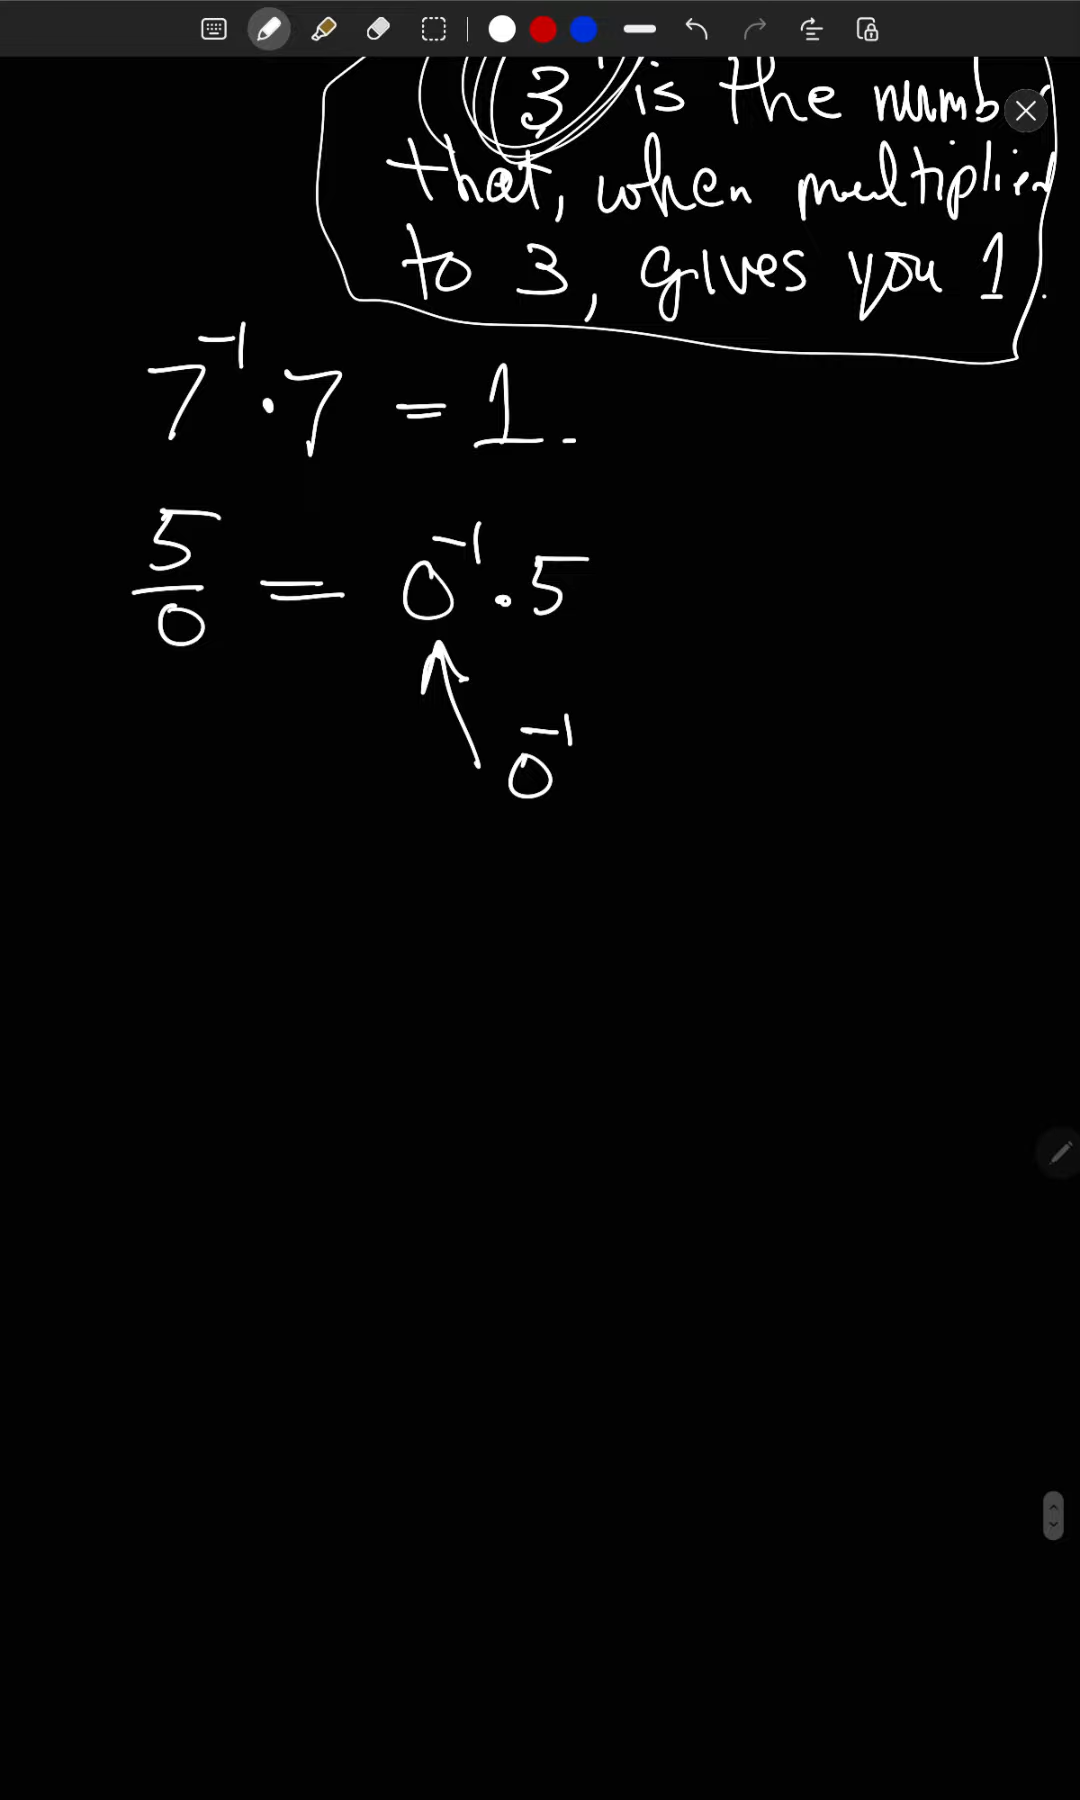 3⁻¹ is the number
that, when multiplied
to 3, gives you 1.
7⁻¹ · 7 = 1.
5/0 = 0⁻¹ · 5
0⁻¹